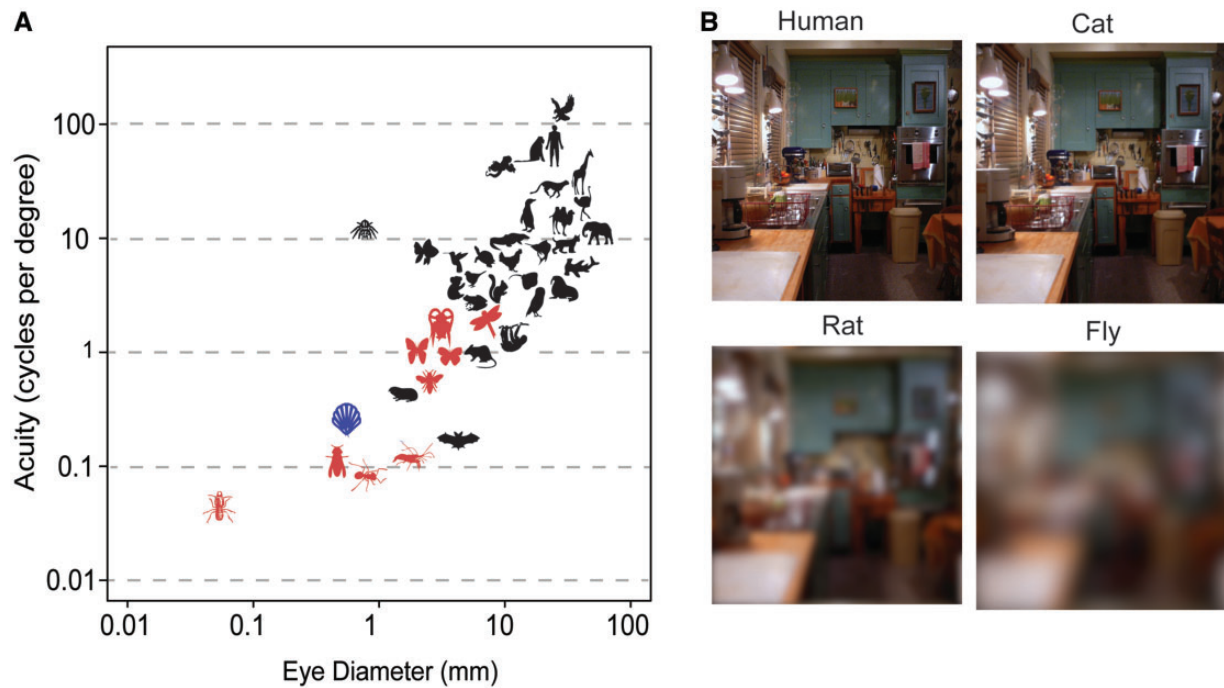 A
Acuity (cycles per degree)
100
10
1
0.1
0.01
0.01
0.1
1
10
100
Eye Diameter (mm)
B
Human
Cat
Rat
Fly